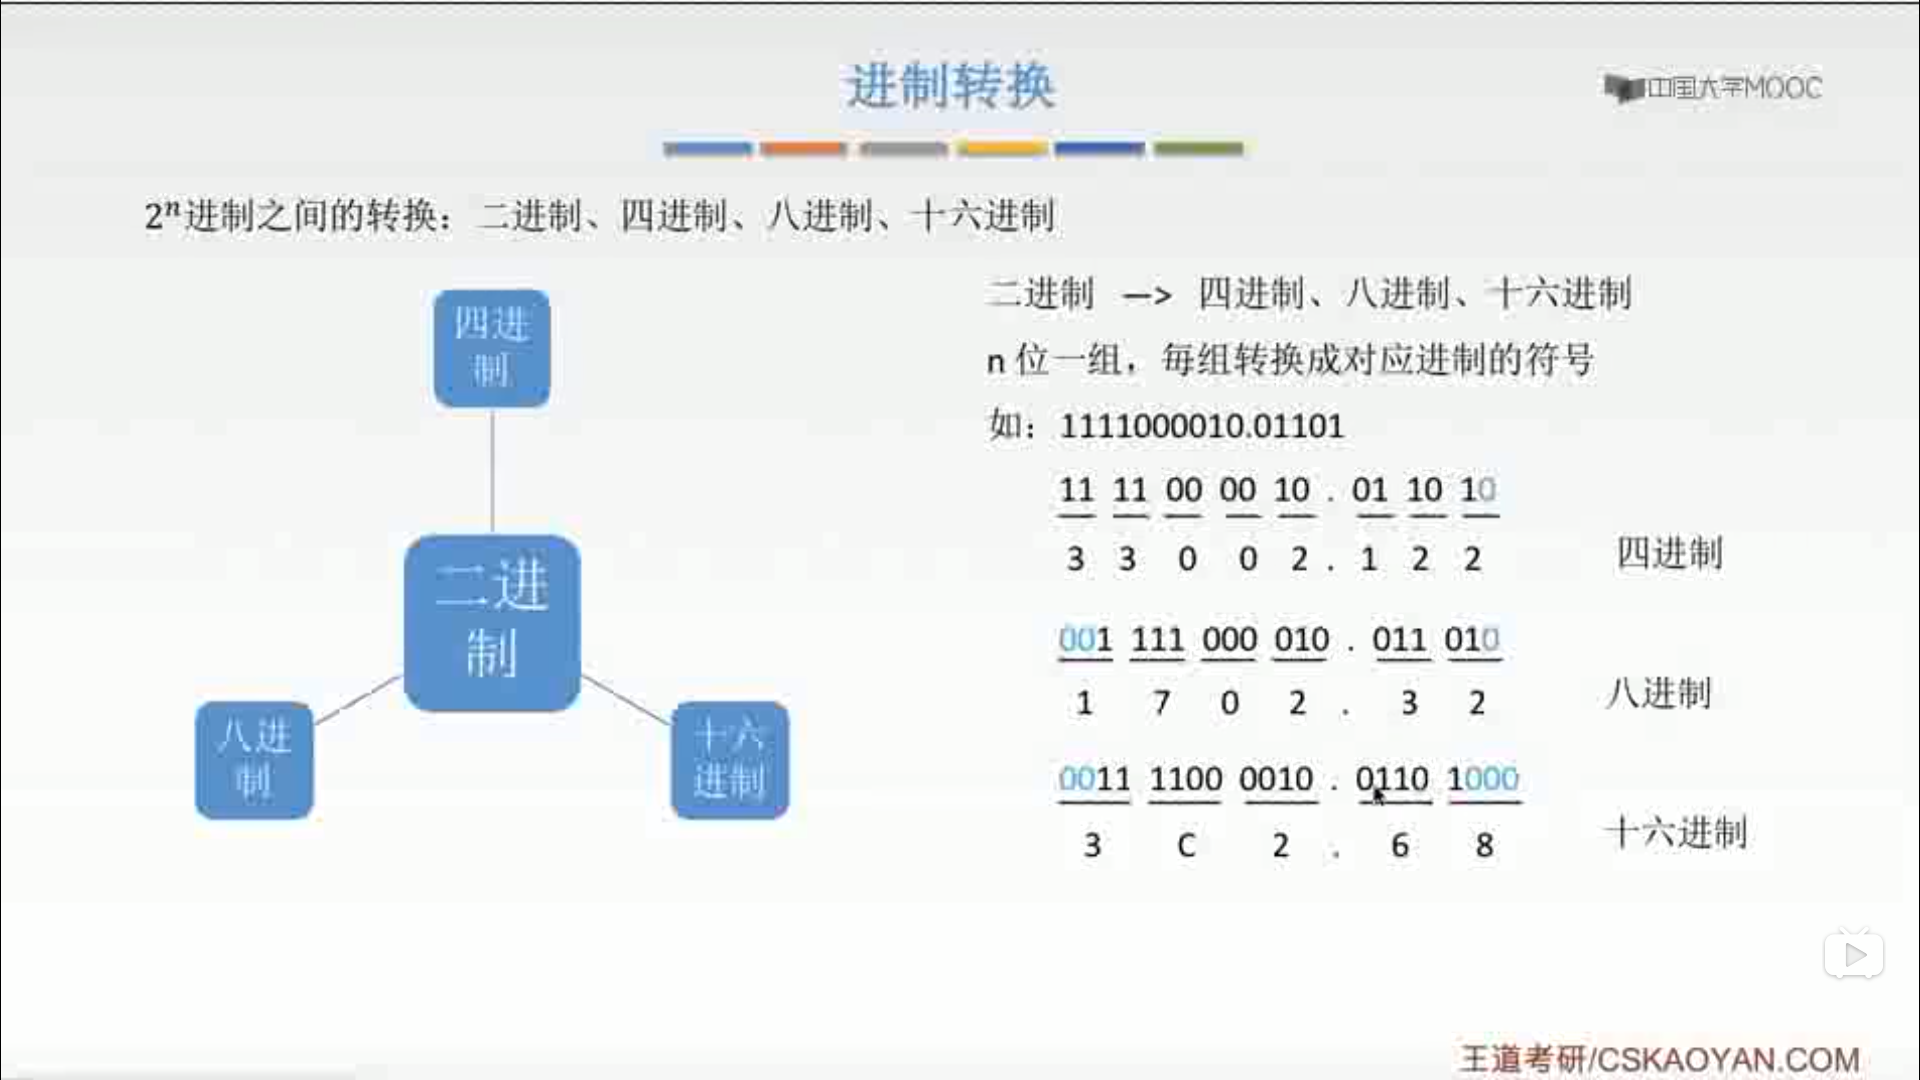 进制转换
中国大学MOOC
2ⁿ进制之间的转换：二进制、四进制、八进制、十六进制
四进
制
二进
制
八进
制
十六
进制
二进制 —> 四进制、八进制、十六进制
n 位一组，每组转换成对应进制的符号
如：1111000010.01101
11 11 00 00 10 . 01 10 10
3 3 0 0 2 . 1 2 2 四进制
001 111 000 010 . 011 010
1 7 0 2 . 3 2 八进制
0011 1100 0010 . 0110 1000
3 C 2 . 6 8 十六进制
王道考研/CSKAOYAN.COM